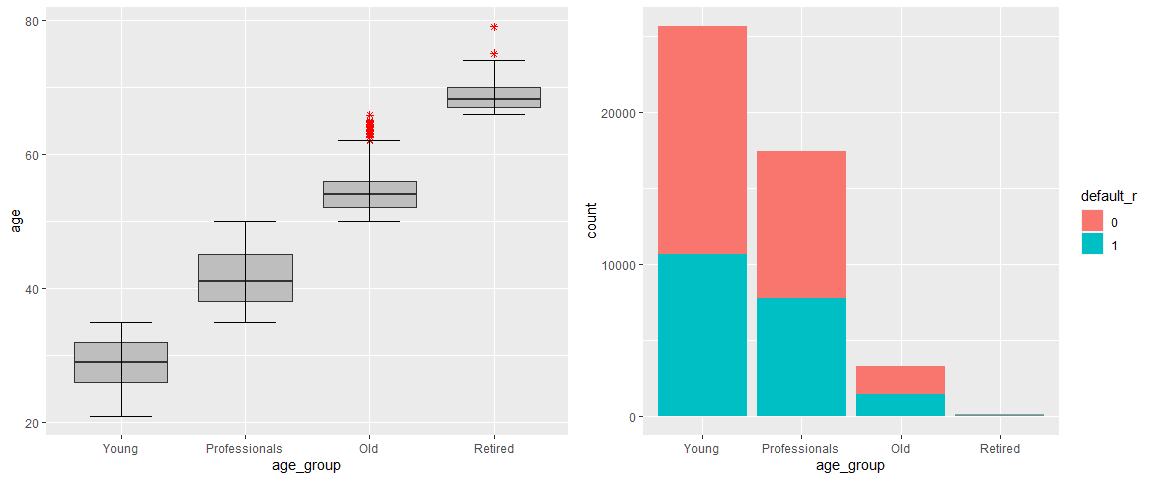 80
60
40
20
age
Young
Professionals
Old
Retired
age_group
20000
10000
0
count
Young
Professionals
Old
Retired
age_group
default_r
0
1